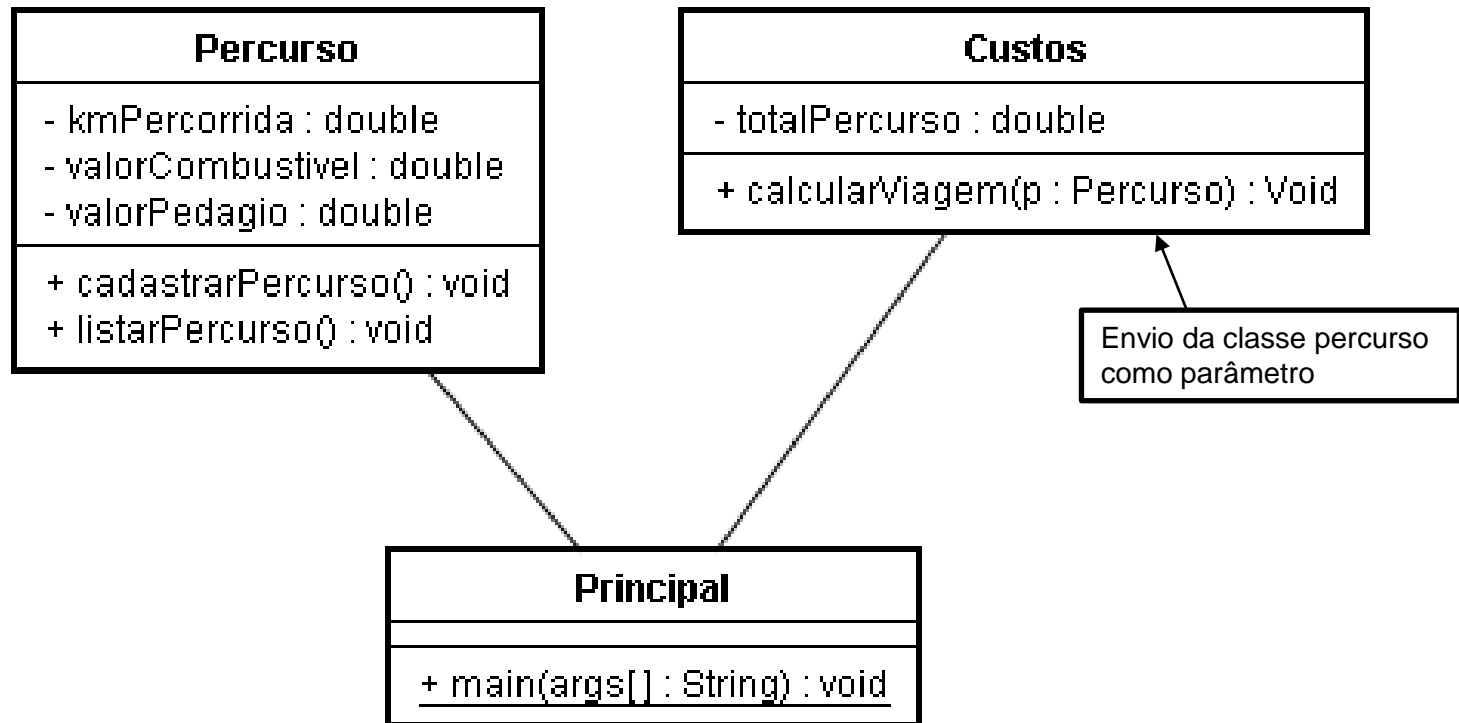 Percurso
- kmPercorrida : double
- valorCombustivel : double
- valorPedagio : double
+ cadastrarPercurso() : void
+ listarPercurso() : void
Custos
- totalPercurso : double
+ calcularViagem(p : Percurso) : Void
Envio da classe percurso
como parâmetro
Principal
+ main(args[] : String) : void